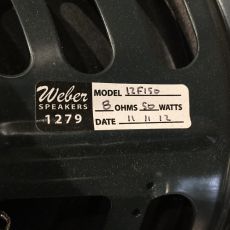 Weber
SPEAKERS
1279
MODEL 12F150
8 OHMS 50 WATTS
DATE 11 11 12